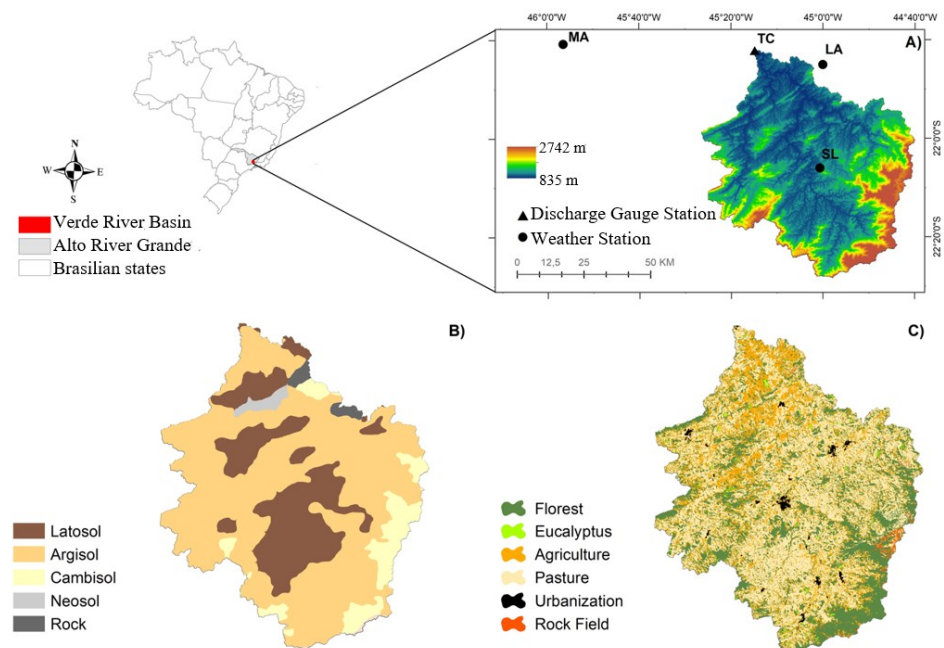 46°0'0"W
45°40'0"W
45°20'0"W
45°0'0"W
44°40'0"W
MA
TC
LA
A)
22°0'0"S
22°20'0"S
SL
2742 m
835 m
Discharge Gauge Station
Weather Station
0 12,5 25 50 KM
N
W E
S
Verde River Basin
Alto River Grande
Brasilian states
B)
Latosol
Argisol
Cambisol
Neosol
Rock
C)
Florest
Eucalyptus
Agriculture
Pasture
Urbanization
Rock Field